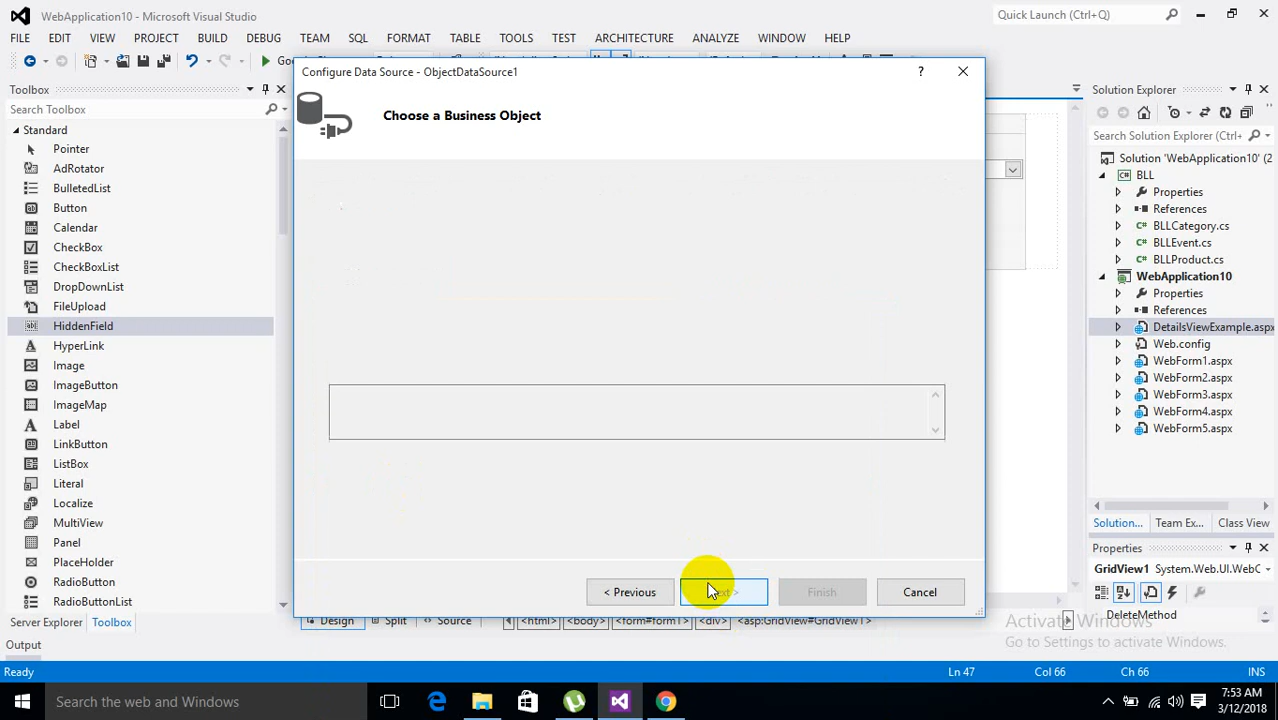 WebApplication10 - Microsoft Visual Studio
Quick Launch (Ctrl+Q)
FILE EDIT VIEW PROJECT BUILD DEBUG TEAM SQL FORMAT TABLE TOOLS TEST ARCHITECTURE ANALYZE WINDOW HELP
Toolbox
Search Toolbox
Standard
Pointer
AdRotator
BulletedList
Button
Calendar
CheckBox
CheckBoxList
DropDownList
FileUpload
HiddenField
HyperLink
Image
ImageButton
ImageMap
Label
LinkButton
ListBox
Literal
Localize
MultiView
Panel
PlaceHolder
RadioButton
RadioButtonList
Server Explorer Toolbox
Output
Configure Data Source - ObjectDataSource1
?
Choose a Business Object
< Previous
Finish
Cancel
Design Split Source <html> <body> <form#form1> <div> <asp:GridView#GridView1>
Solution Explorer
Search Solution Explorer (Ctrl+
Solution 'WebApplication10' (2
BLL
Properties
References
BLLCategory.cs
BLLEvent.cs
BLLProduct.cs
WebApplication10
Properties
References
DetailsViewExample.aspx
Web.config
WebForm1.aspx
WebForm2.aspx
WebForm3.aspx
WebForm4.aspx
WebForm5.aspx
Solution... Team Ex... Class View
Properties
GridView1 System.Web.UI.WebC
DeleteMethod
Activate Windows
Go to Settings to activate Windows.
Ready
Ln 47 Col 66 Ch 66 INS
Search the web and Windows
7:53 AM
3/12/2018